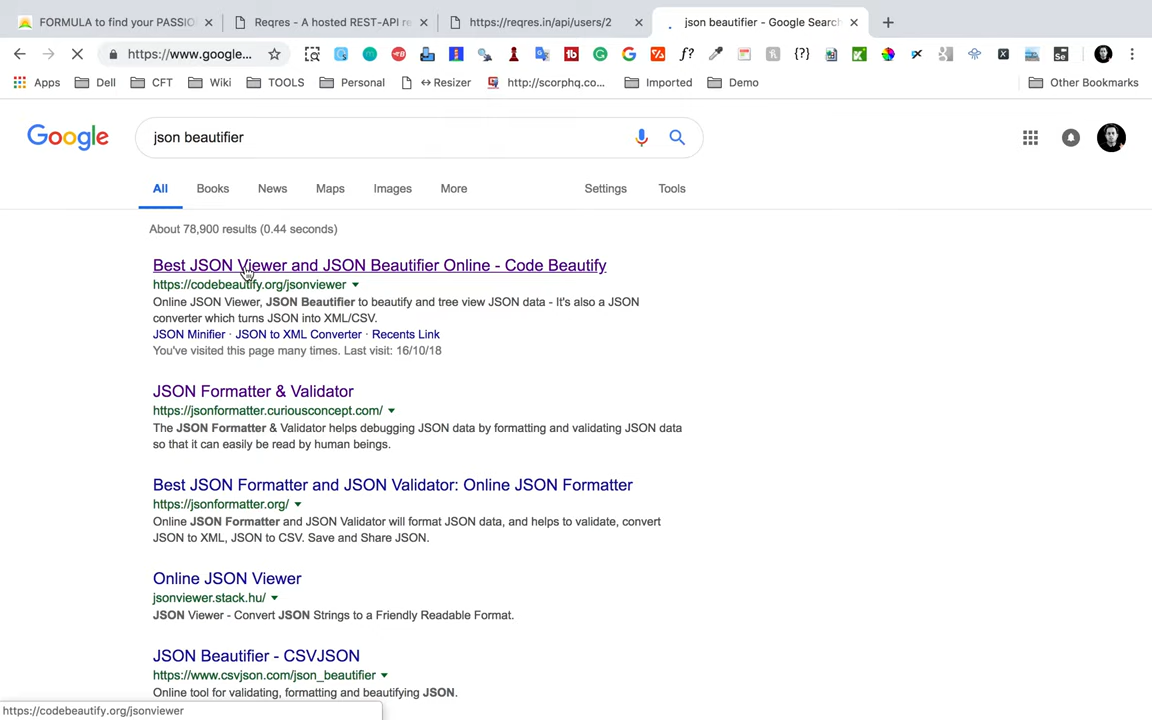 FORMULA to find your PASSIO
Reqres - A hosted REST-API re
https://reqres.in/api/users/2
json beautifier - Google Search
https://www.google...
Apps
Dell
CFT
Wiki
TOOLS
Personal
↔Resizer
http://scorphq.co...
Imported
Demo
Other Bookmarks
Google
json beautifier
All
Books
News
Maps
Images
More
Settings
Tools
About 78,900 results (0.44 seconds)
Best JSON Viewer and JSON Beautifier Online - Code Beautify
https://codebeautify.org/jsonviewer
Online JSON Viewer, JSON Beautifier to beautify and tree view JSON data - It's also a JSON
converter which turns JSON into XML/CSV.
JSON Minifier · JSON to XML Converter · Recents Link
You've visited this page many times. Last visit: 16/10/18
JSON Formatter & Validator
https://jsonformatter.curiousconcept.com/
The JSON Formatter & Validator helps debugging JSON data by formatting and validating JSON data
so that it can easily be read by human beings.
Best JSON Formatter and JSON Validator: Online JSON Formatter
https://jsonformatter.org/
Online JSON Formatter and JSON Validator will format JSON data, and helps to validate, convert
JSON to XML, JSON to CSV. Save and Share JSON.
Online JSON Viewer
jsonviewer.stack.hu/
JSON Viewer - Convert JSON Strings to a Friendly Readable Format.
JSON Beautifier - CSVJSON
https://www.csvjson.com/json_beautifier
Online tool for validating, formatting and beautifying JSON.
https://codebeautify.org/jsonviewer